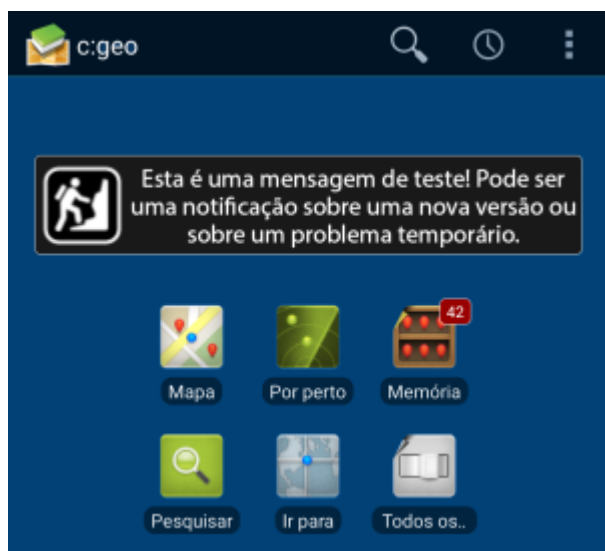 c:geo
Esta é uma mensagem de teste! Pode ser
uma notificação sobre uma nova versão ou
sobre um problema temporário.
42
Mapa Por perto Memória
Pesquisar Ir para Todos os..